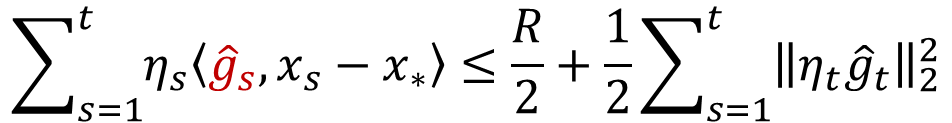 ∑_{s=1}^{t} η_s⟨ĝ_s, x_s − x_*⟩ ≤ R/2 + 1/2 ∑_{s=1}^{t} ‖η_t ĝ_t‖_2^2